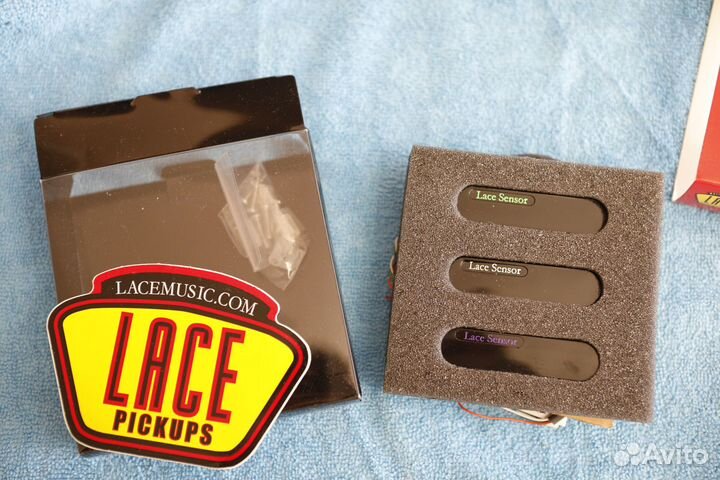 LACEMUSIC.COM
LACE
PICKUPS
Lace Sensor
Lace Sensor
Lace Sensor
Avito